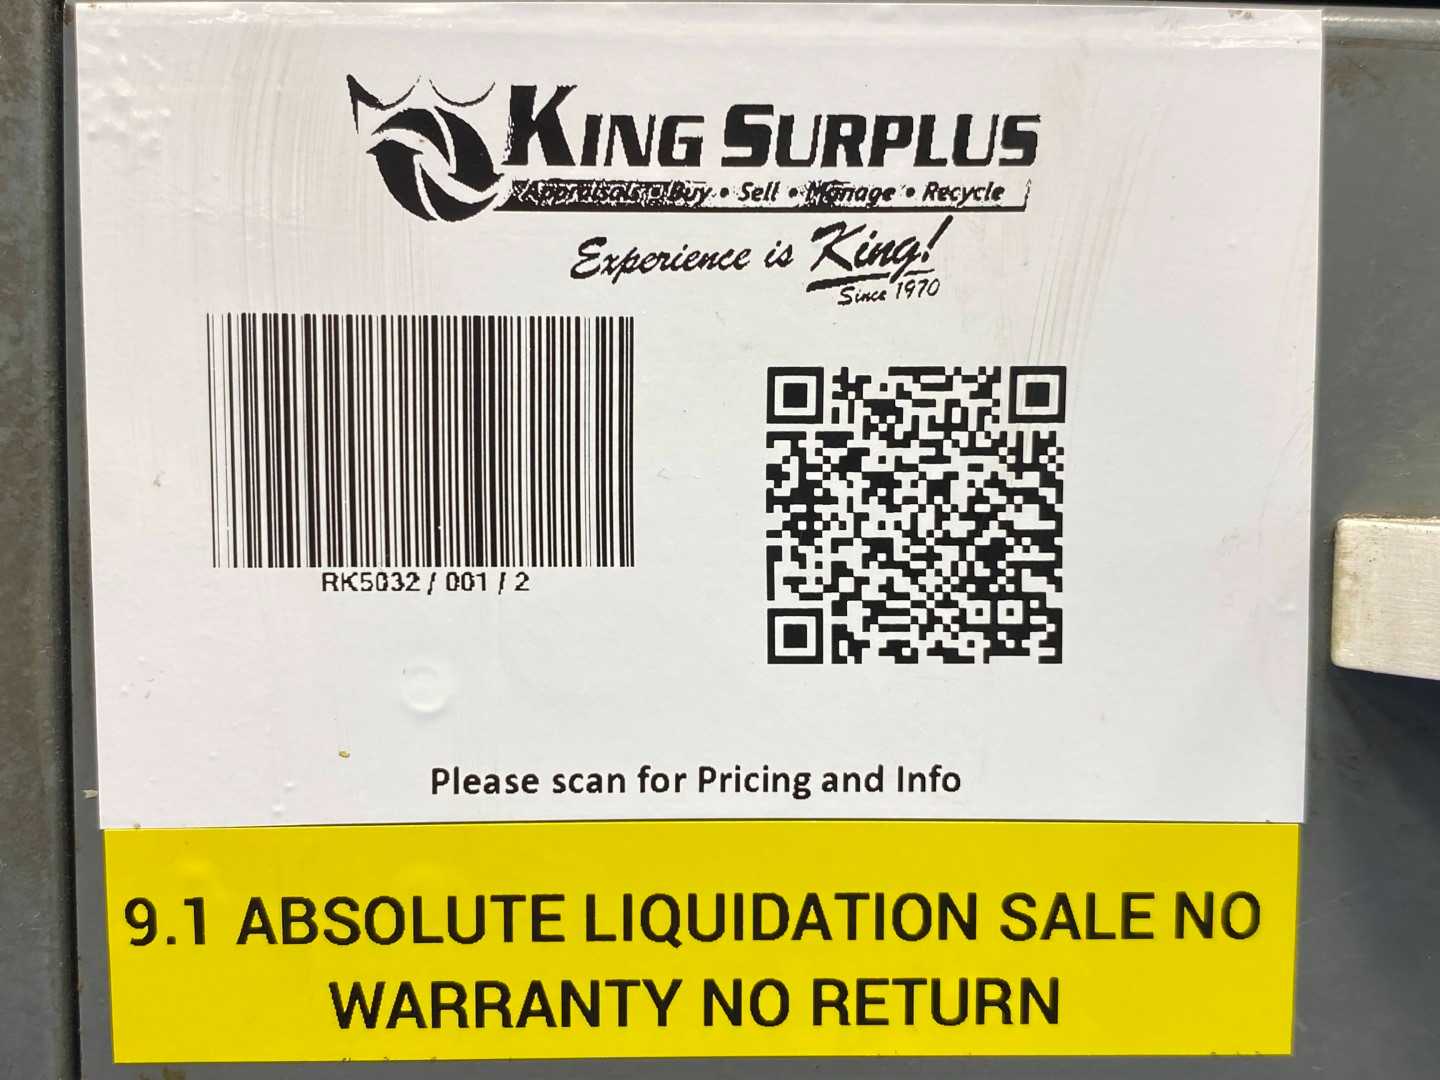 KING SURPLUS
Appraisals • Buy • Sell • Manage • Recycle
Experience is King!
Since 1970
RK5032 / 001 / 2
Please scan for Pricing and Info
9.1 ABSOLUTE LIQUIDATION SALE NO
WARRANTY NO RETURN